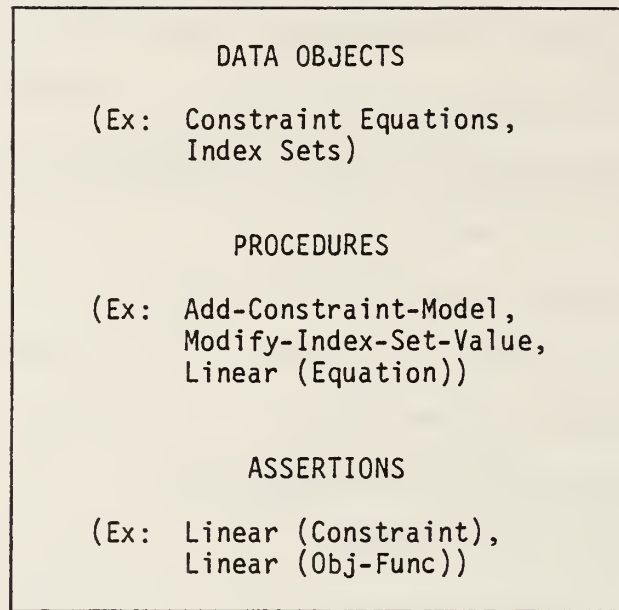 DATA OBJECTS
(Ex: Constraint Equations,
Index Sets)
PROCEDURES
(Ex: Add-Constraint-Model,
Modify-Index-Set-Value,
Linear (Equation))
ASSERTIONS
(Ex: Linear (Constraint),
Linear (Obj-Func))